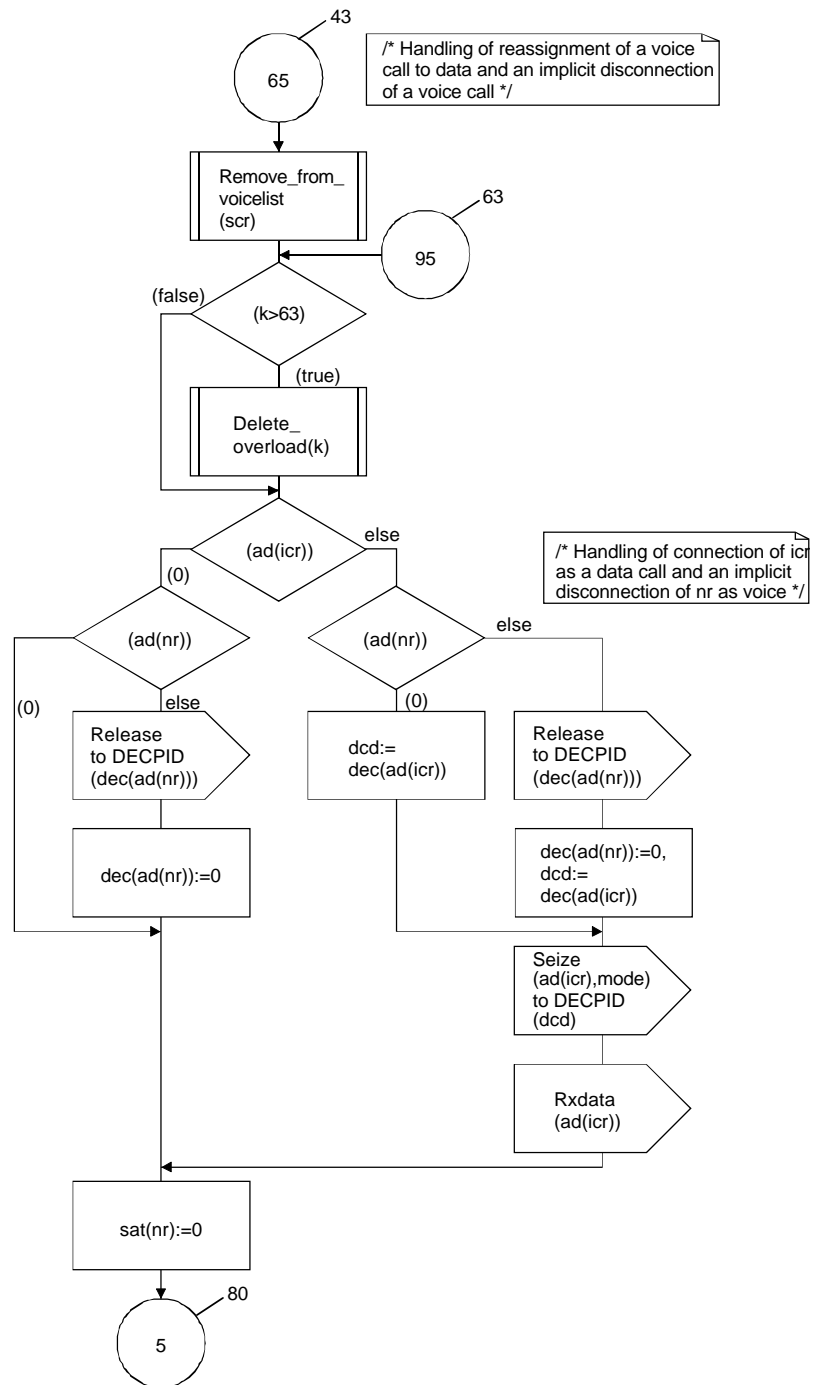 43
65
/* Handling of reassignment of a voice
call to data and an implicit disconnection
of a voice call */
Remove_from_
voicelist
(scr)
63
95
(false)
(k>63)
(true)
Delete_
overload(k)
(ad(icr))
else
(0)
/* Handling of connection of icr
as a data call and an implicit
disconnection of nr as voice */
(ad(nr))
(ad(nr))
else
(0)
else
(0)
Release
to DECPID
(dec(ad(nr)))
dcd:=
dec(ad(icr))
Release
to DECPID
(dec(ad(nr)))
dec(ad(nr)):=0
dec(ad(nr)):=0,
dcd:=
dec(ad(icr))
Seize
(ad(icr),mode)
to DECPID
(dcd)
Rxdata
(ad(icr))
sat(nr):=0
80
5